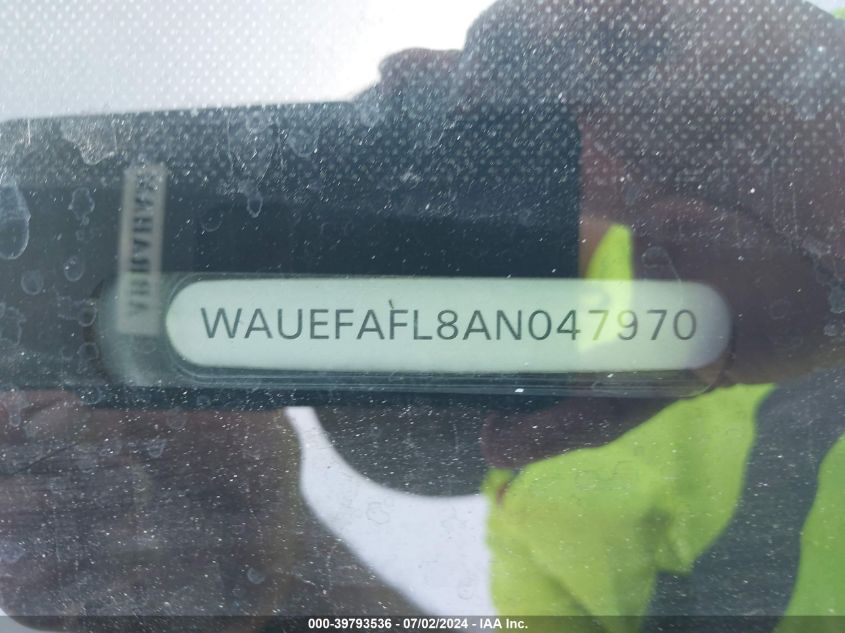 WAUEFAFL8AN047970
000-39793536 - 07/02/2024 - IAA Inc.